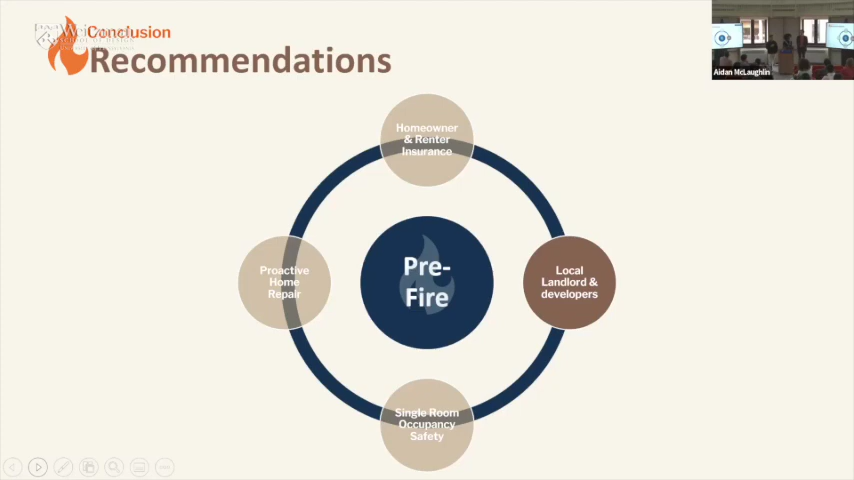 Conclusion
Recommendations
Aidan McLaughlin
Homeowner
& Renter
Insurance
Proactive
Home
Repair
Pre-
Fire
Local
Landlord &
developers
Single Room
Occupancy
Safety